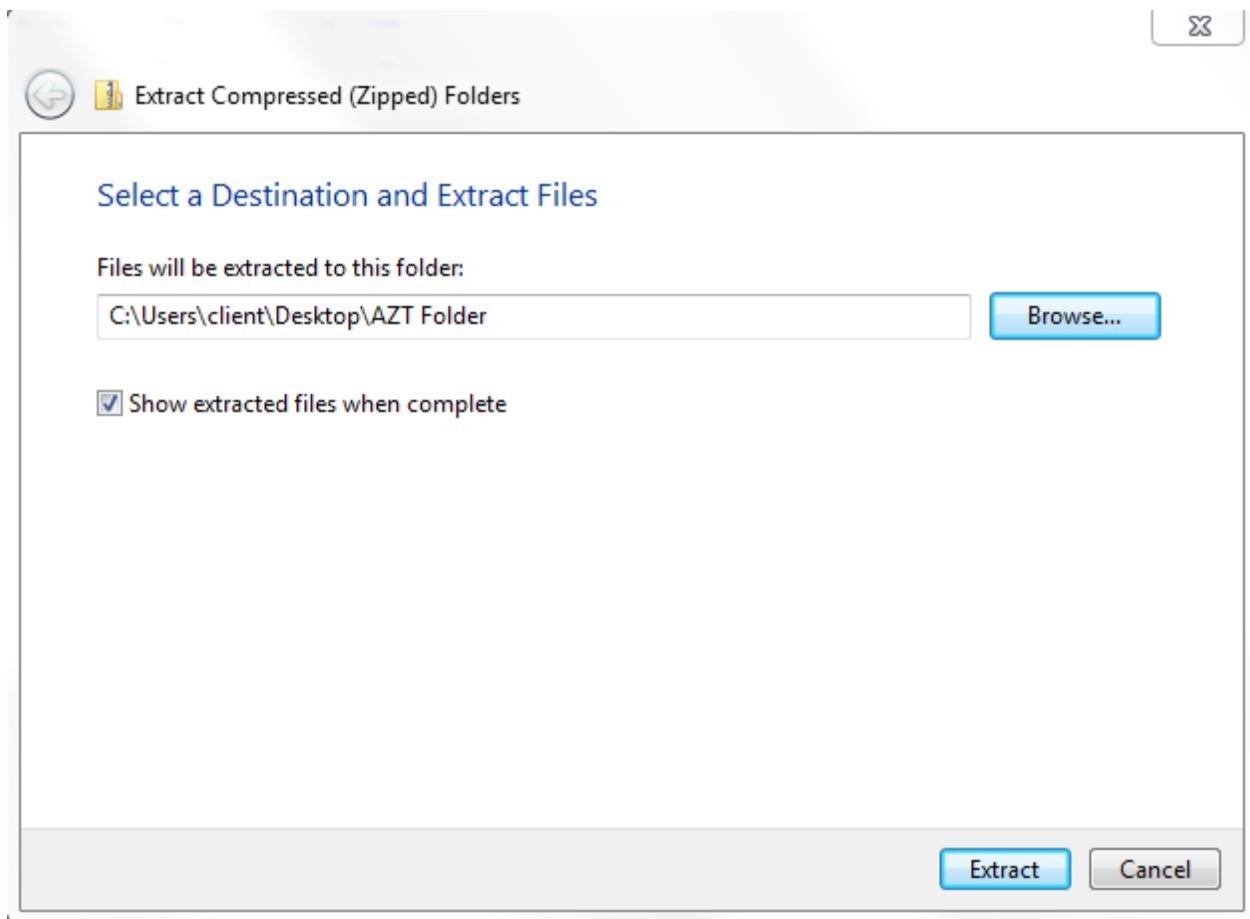 Extract Compressed (Zipped) Folders
Select a Destination and Extract Files
Files will be extracted to this folder:
C:\Users\client\Desktop\AZT Folder
Browse...
Show extracted files when complete
Extract
Cancel